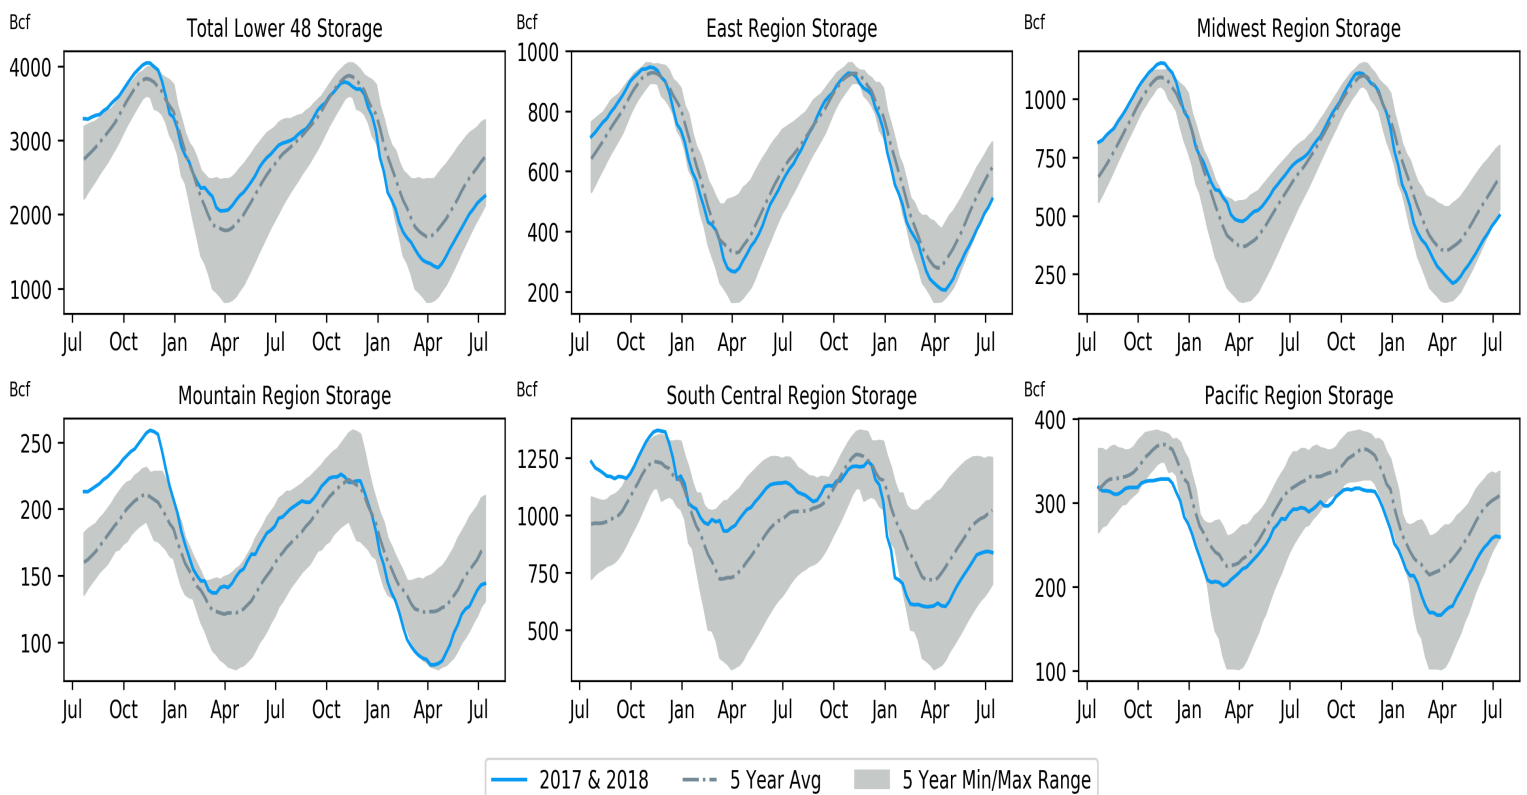 Bcf Total Lower 48 Storage
4000
3000
2000
1000
Jul Oct Jan Apr Jul Oct Jan Apr Jul
Bcf East Region Storage
1000
800
600
400
200
Jul Oct Jan Apr Jul Oct Jan Apr Jul
Bcf Midwest Region Storage
1000
750
500
250
Jul Oct Jan Apr Jul Oct Jan Apr Jul
Bcf Mountain Region Storage
250
200
150
100
Jul Oct Jan Apr Jul Oct Jan Apr Jul
Bcf South Central Region Storage
1250
1000
750
500
Jul Oct Jan Apr Jul Oct Jan Apr Jul
Bcf Pacific Region Storage
400
300
200
100
Jul Oct Jan Apr Jul Oct Jan Apr Jul
2017 & 2018 5 Year Avg 5 Year Min/Max Range